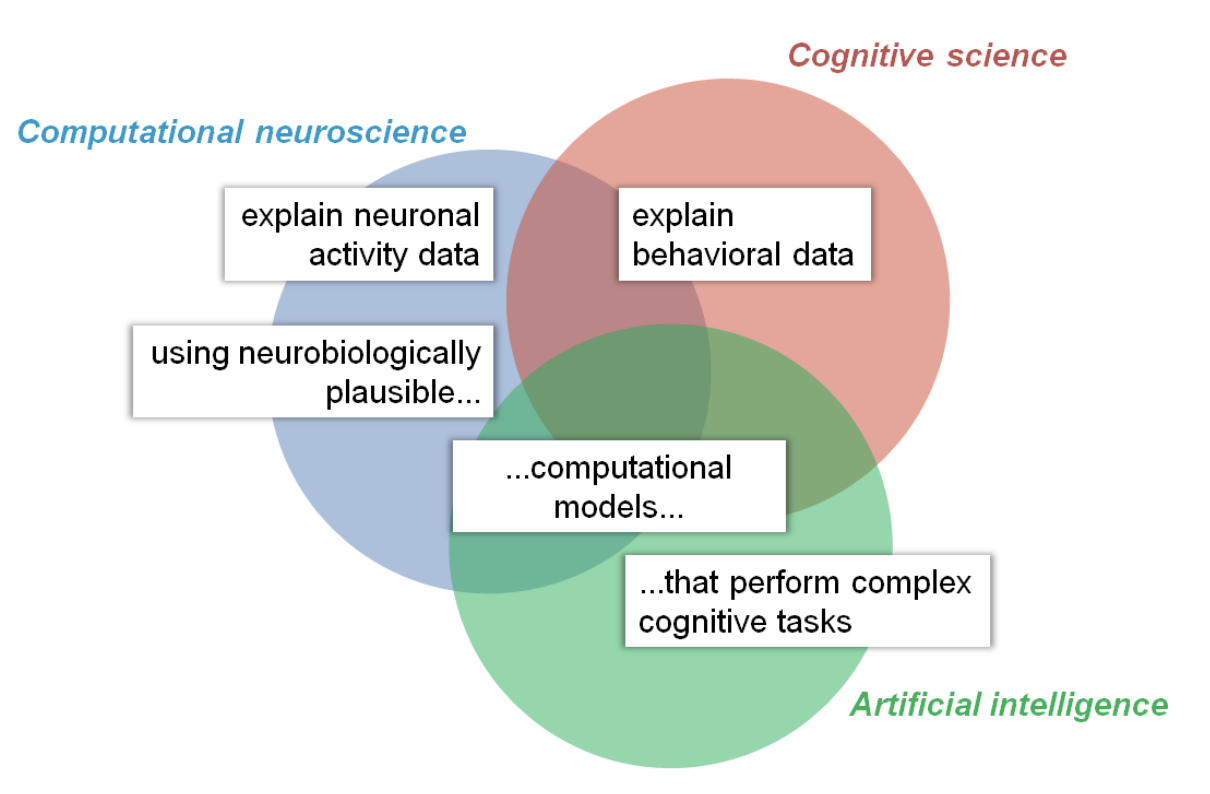 Cognitive science
Computational neuroscience
explain neuronal
activity data
explain
behavioral data
using neurobiologically
plausible...
...computational
models...
...that perform complex
cognitive tasks
Artificial intelligence